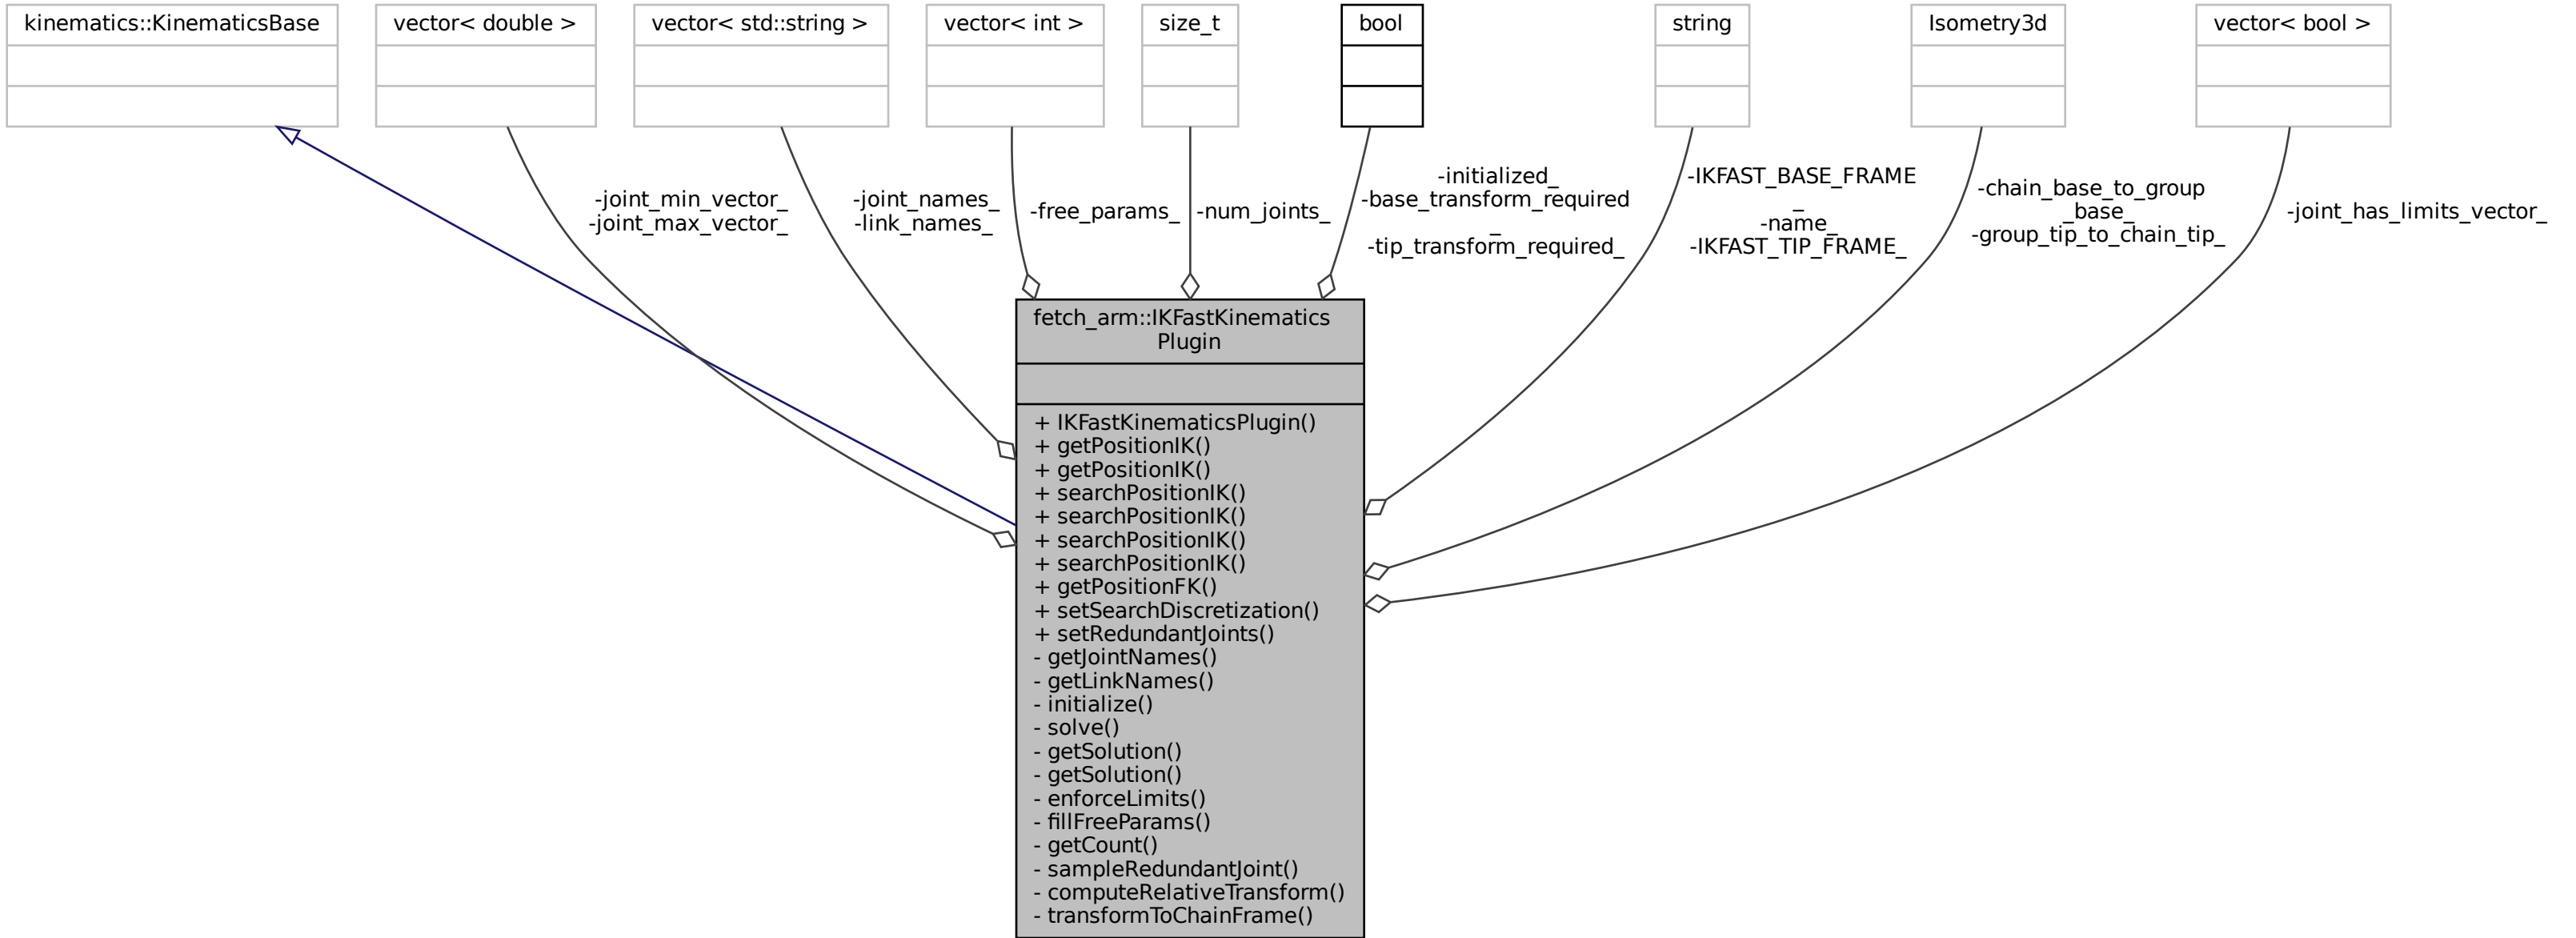 kinematics::KinematicsBase
vector< double >
vector< std::string >
vector< int >
size_t
bool
string
Isometry3d
vector< bool >
-joint_min_vector_
-joint_max_vector_
-joint_names_
-link_names_
-free_params_
-num_joints_
-initialized_
-base_transform_required
_
-tip_transform_required_
-IKFAST_BASE_FRAME
_
-name_
-IKFAST_TIP_FRAME_
-chain_base_to_group
_base_
-group_tip_to_chain_tip_
-joint_has_limits_vector_
fetch_arm::IKFastKinematics
Plugin
+ IKFastKinematicsPlugin()
+ getPositionIK()
+ getPositionIK()
+ searchPositionIK()
+ searchPositionIK()
+ searchPositionIK()
+ searchPositionIK()
+ getPositionFK()
+ setSearchDiscretization()
+ setRedundantJoints()
- getJointNames()
- getLinkNames()
- initialize()
- solve()
- getSolution()
- getSolution()
- enforceLimits()
- fillFreeParams()
- getCount()
- sampleRedundantJoint()
- computeRelativeTransform()
- transformToChainFrame()